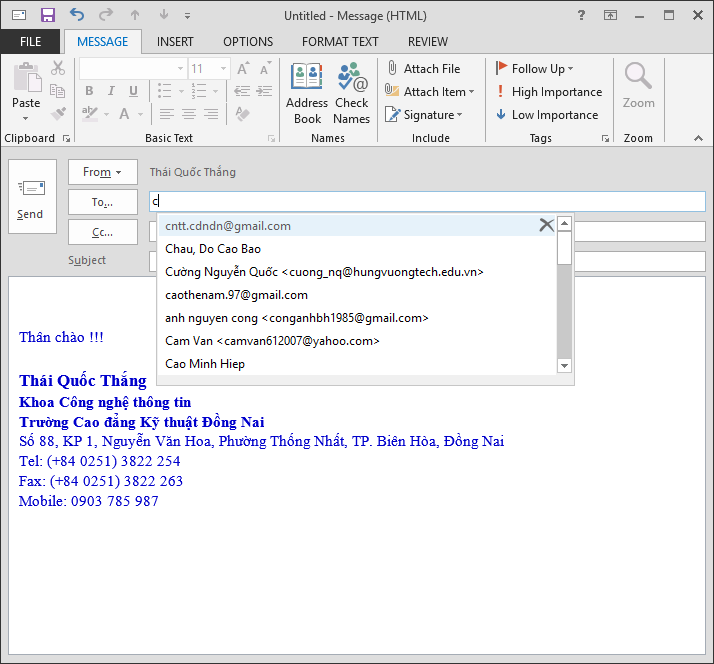 Untitled - Message (HTML)
?
FILE MESSAGE INSERT OPTIONS FORMAT TEXT REVIEW
Paste
Clipboard
11
A A
B I U
ab A
Basic Text
Address Book
Check Names
Names
Attach File
Attach Item
Signature
Include
Follow Up
! High Importance
Low Importance
Tags
Zoom
Zoom
Send
From Thái Quốc Thắng
To... c
Cc...
Subject
cntt.cdndn@gmail.com
Chau, Do Cao Bao
Cường Nguyễn Quốc <cuong_nq@hungvuongtech.edu.vn>
caothenam.97@gmail.com
anh nguyen cong <conganhbh1985@gmail.com>
Cam Van <camvan612007@yahoo.com>
Cao Minh Hiep
Thân chào !!!
Thái Quốc Thắng
Khoa Công nghệ thông tin
Trường Cao đẳng Kỹ thuật Đồng Nai
Số 88, KP 1, Nguyễn Văn Hoa, Phường Thống Nhất, TP. Biên Hòa, Đồng Nai
Tel: (+84 0251) 3822 254
Fax: (+84 0251) 3822 263
Mobile: 0903 785 987